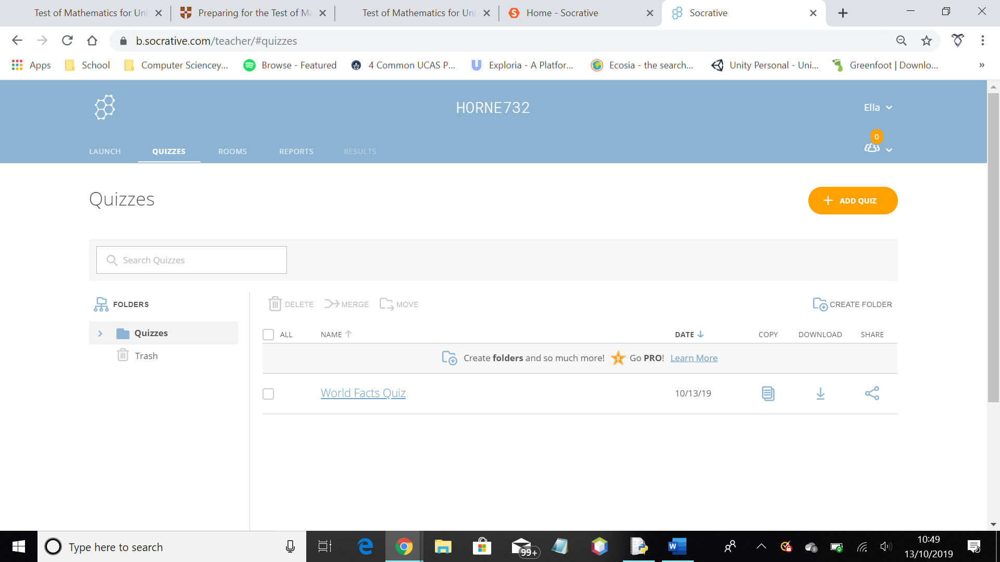 Test of Mathematics for Uni
Preparing for the Test of Ma
Test of Mathematics for Uni
Home - Socrative
Socrative
b.socrative.com/teacher/#quizzes
Apps
School
Computer Sciencey...
Browse - Featured
4 Common UCAS P...
Exploria - A Platfor...
Ecosia - the search...
Unity Personal - Uni...
Greenfoot | Downlo...
»
HORNE732
Ella
0
LAUNCH
QUIZZES
ROOMS
REPORTS
RESULTS
Quizzes
+ ADD QUIZ
Search Quizzes
FOLDERS
DELETE
MERGE
MOVE
CREATE FOLDER
Quizzes
Trash
ALL
NAME
DATE
COPY
DOWNLOAD
SHARE
Create folders and so much more! S Go PRO! Learn More
World Facts Quiz
10/13/19
Type here to search
99+
10:49
13/10/2019